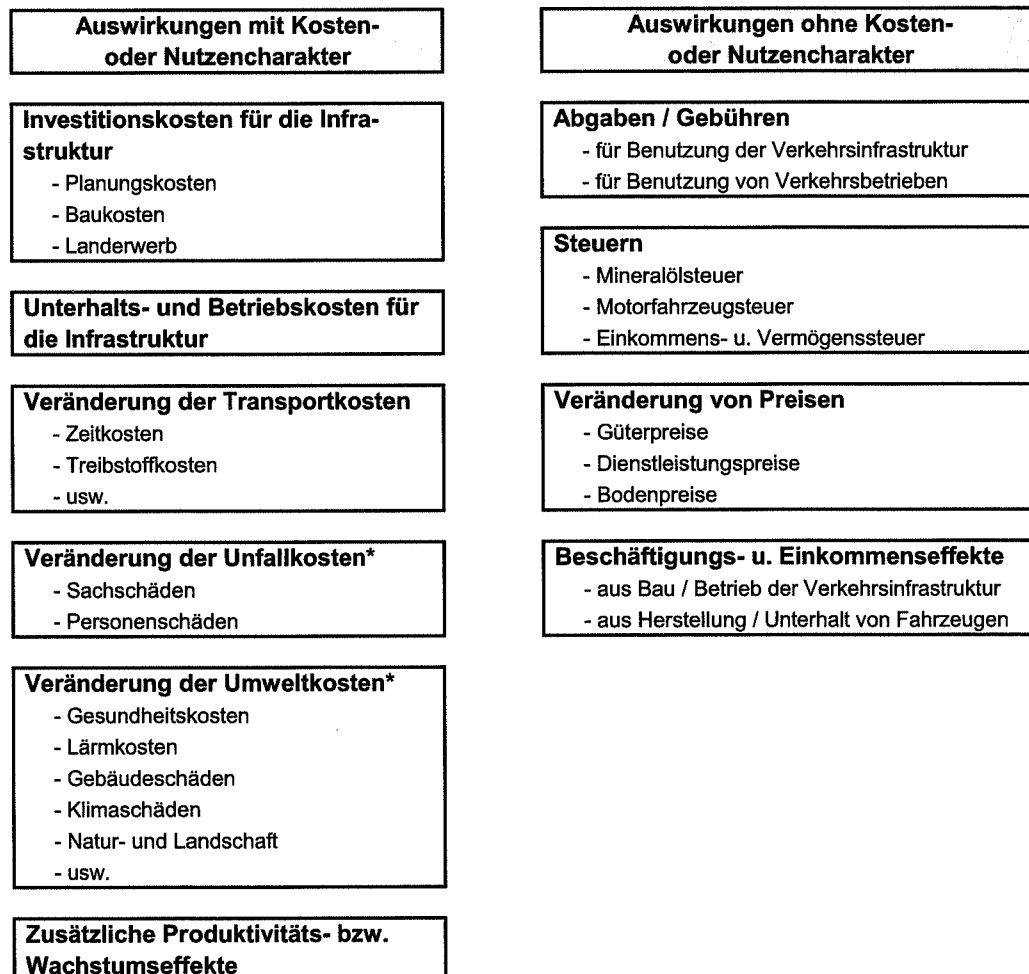 Auswirkungen mit Kosten-
oder Nutzencharakter
Investitionskosten für die Infra-
struktur
- Planungskosten
- Baukosten
- Landerwerb
Unterhalts- und Betriebskosten für
die Infrastruktur
Veränderung der Transportkosten
- Zeitkosten
- Treibstoffkosten
- usw.
Veränderung der Unfallkosten*
- Sachschäden
- Personenschäden
Veränderung der Umweltkosten*
- Gesundheitskosten
- Lärmkosten
- Gebäudeschäden
- Klimaschäden
- Natur- und Landschaft
- usw.
Zusätzliche Produktivitäts- bzw.
Wachstumseffekte
Auswirkungen ohne Kosten-
oder Nutzencharakter
Abgaben / Gebühren
- für Benutzung der Verkehrsinfrastruktur
- für Benutzung von Verkehrsbetrieben
Steuern
- Mineralölsteuer
- Motorfahrzeugsteuer
- Einkommens- u. Vermögenssteuer
Veränderung von Preisen
- Güterpreise
- Dienstleistungspreise
- Bodenpreise
Beschäftigungs- u. Einkommenseffekte
- aus Bau / Betrieb der Verkehrsinfrastruktur
- aus Herstellung / Unterhalt von Fahrzeugen